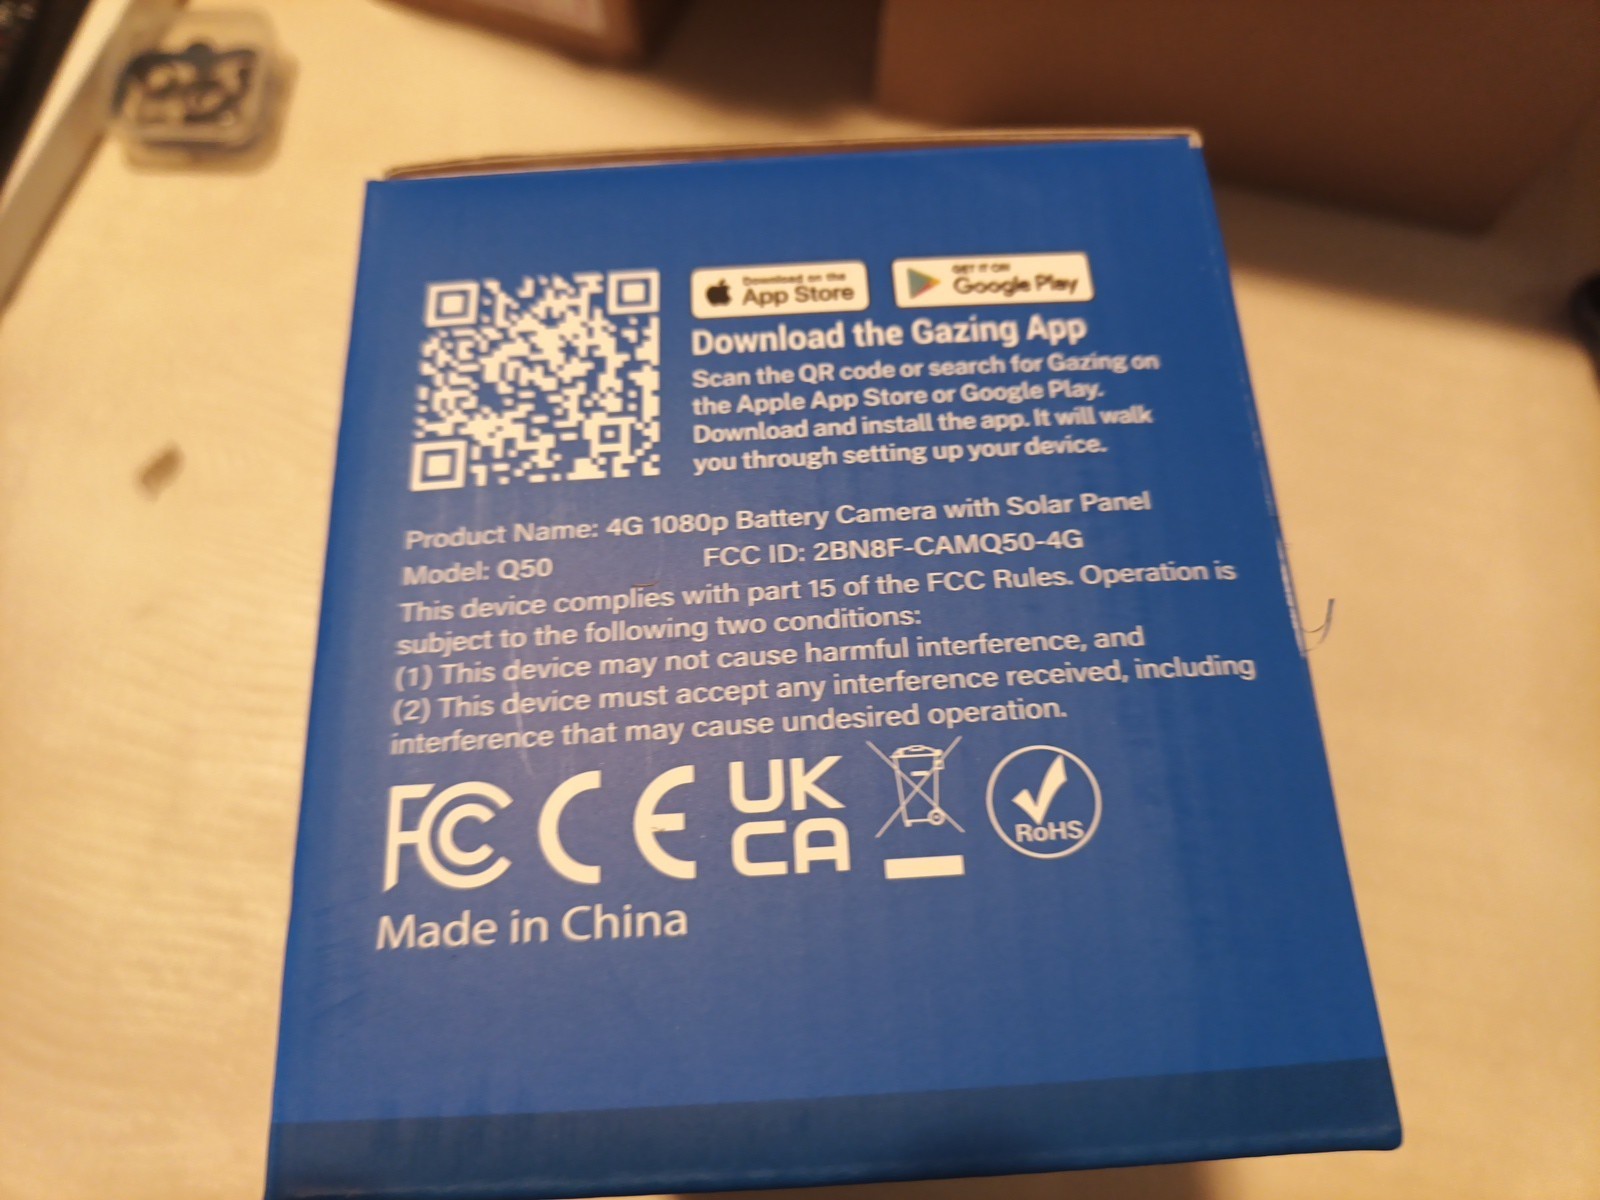 Download on the
App Store
GET IT ON
Google Play
Download the Gazing App
Scan the QR code or search for Gazing on
the Apple App Store or Google Play.
Download and install the app. It will walk
you through setting up your device.
Product Name: 4G 1080p Battery Camera with Solar Panel
Model: Q50 FCC ID: 2BN8F-CAMQ50-4G
This device complies with part 15 of the FCC Rules. Operation is
subject to the following two conditions:
(1) This device may not cause harmful interference, and
(2) This device must accept any interference received, including
interference that may cause undesired operation.
FC CE UK
CA
RoHS
Made in China